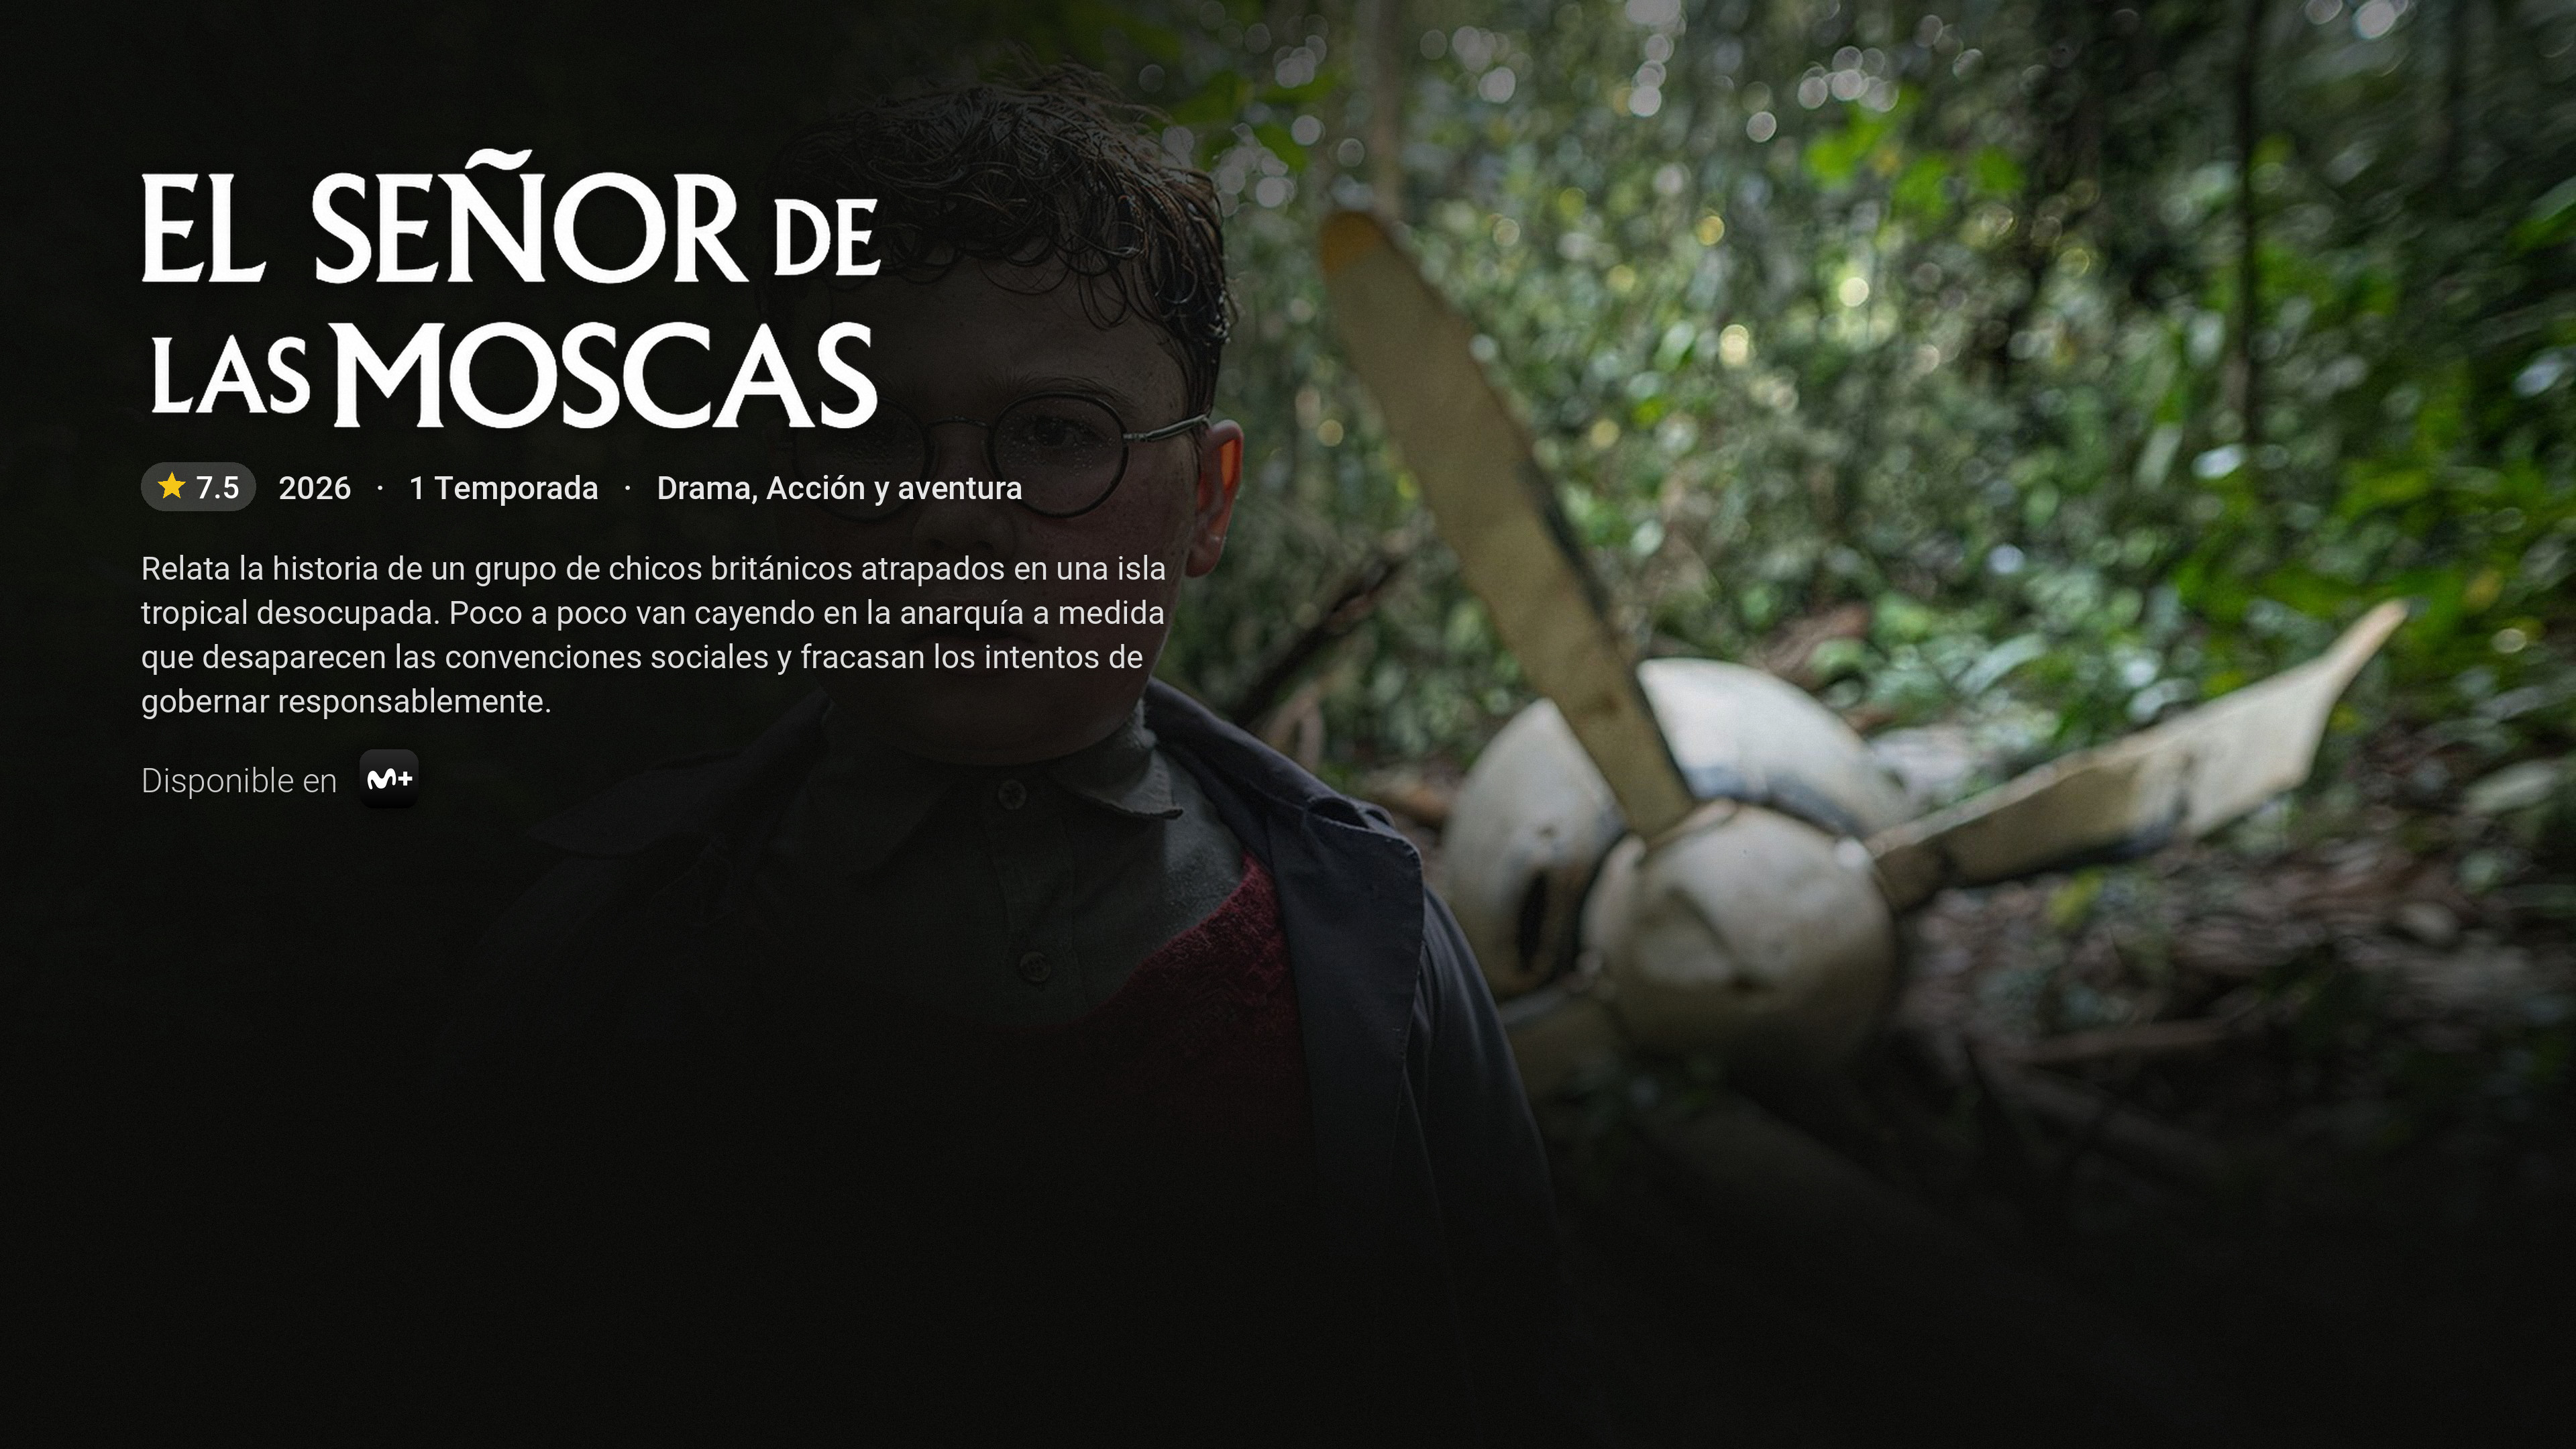 EL SEÑOR DE
LAS MOSCAS
7.5 2026 · 1 Temporada · Drama, Acción y aventura
Relata la historia de un grupo de chicos británicos atrapados en una isla
tropical desocupada. Poco a poco van cayendo en la anarquía a medida
que desaparecen las convenciones sociales y fracasan los intentos de
gobernar responsablemente.
Disponible en M+